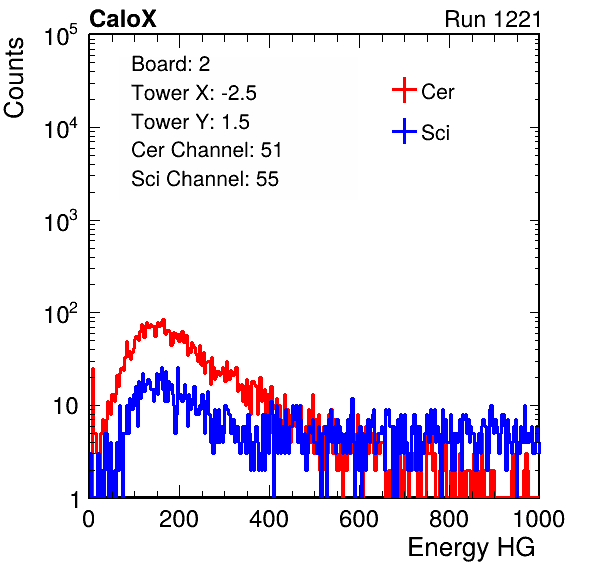 CaloX Run 1221
Counts
Board: 2
Tower X: -2.5
Tower Y: 1.5
Cer Channel: 51
Sci Channel: 55
Cer
Sci
10^5
10^4
10^3
10^2
10
1
0 200 400 600 800 1000
Energy HG